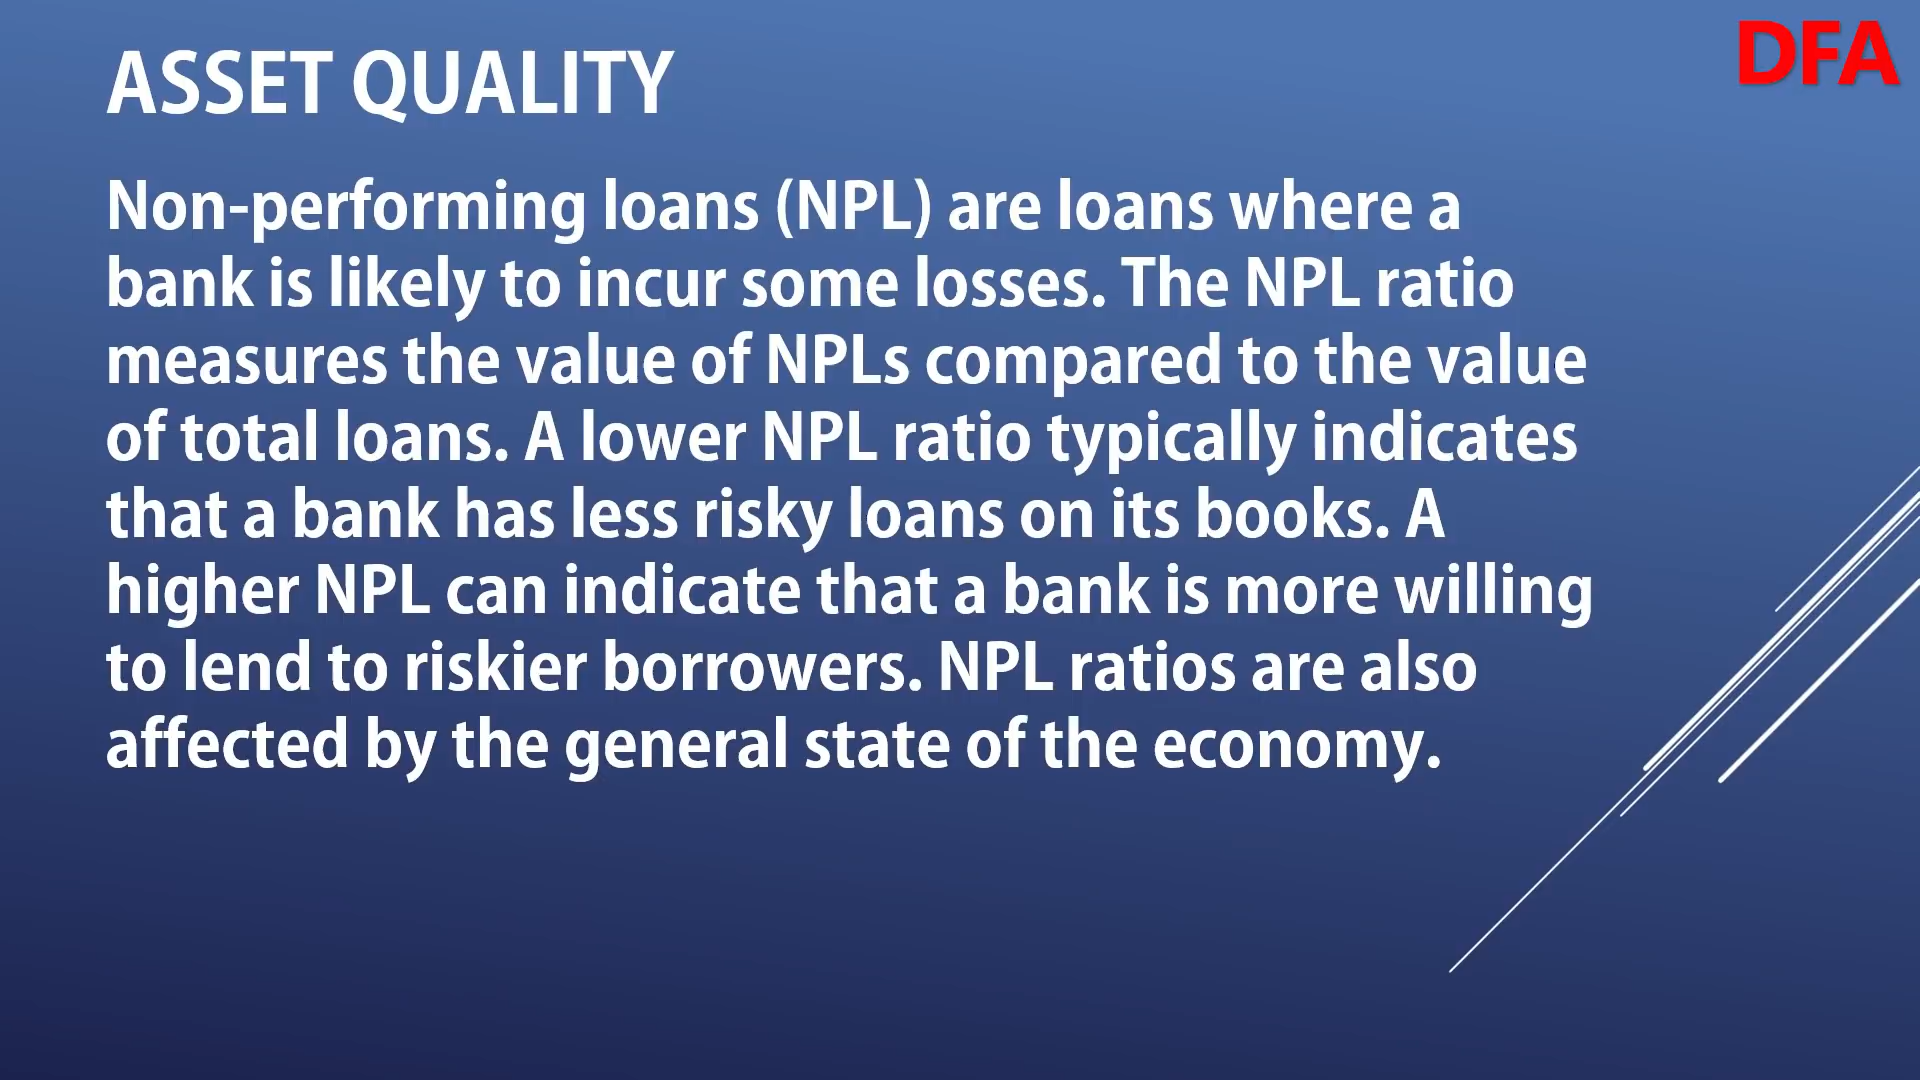 ASSET QUALITY
DFA
Non-performing loans (NPL) are loans where a
bank is likely to incur some losses. The NPL ratio
measures the value of NPLs compared to the value
of total loans. A lower NPL ratio typically indicates
that a bank has less risky loans on its books. A
higher NPL can indicate that a bank is more willing
to lend to riskier borrowers. NPL ratios are also
affected by the general state of the economy.